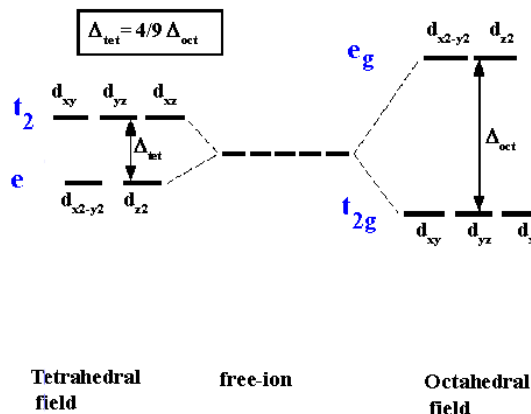 Δtet = 4/9 Δoct
dx2-y2 dz2
eg
dxy dyz dxz
t2
Δtet
Δoct
e
dx2-y2 dz2
t2g
dxy dyz
Tetrahedral field
free-ion
Octahedral field